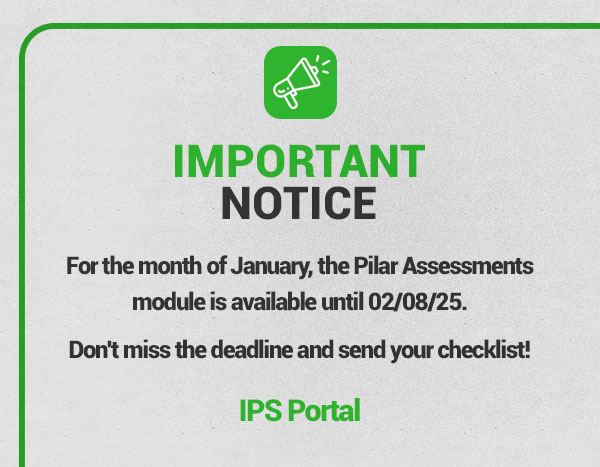 IMPORTANT
NOTICE
For the month of January, the Pilar Assessments
module is available until 02/08/25.
Don't miss the deadline and send your checklist!
IPS Portal